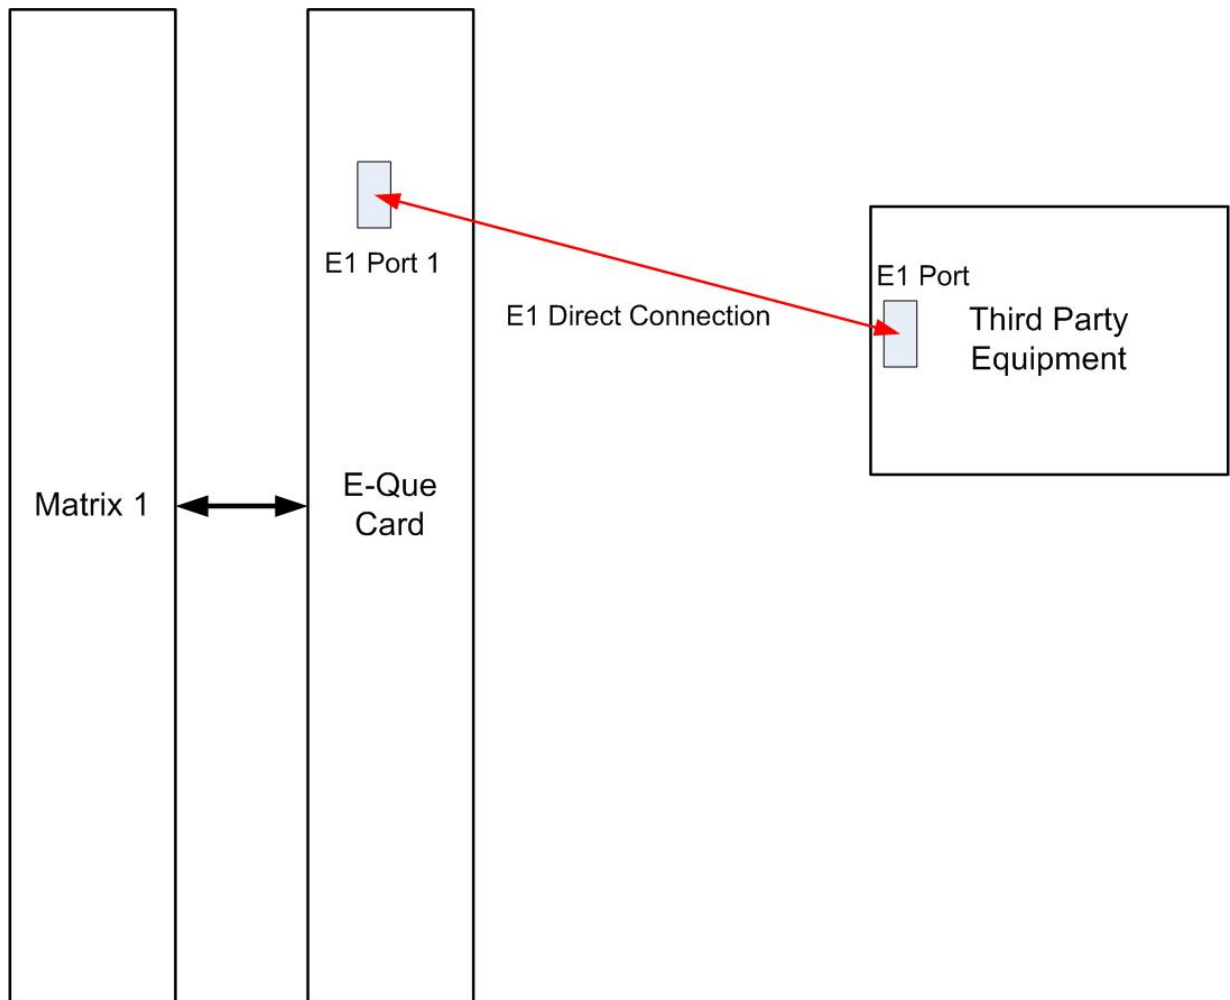 E1 Port 1
E1 Direct Connection
E1 Port
Third Party
Equipment
Matrix 1
E-Que
Card